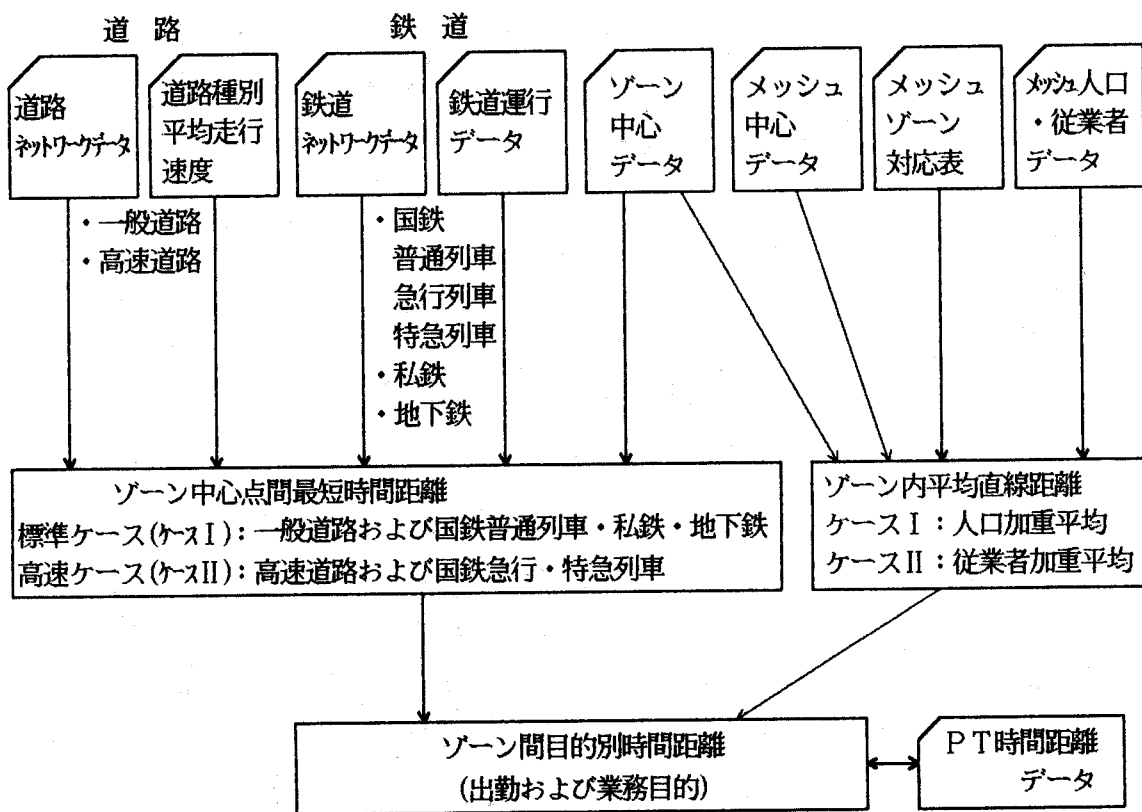 道路
鉄道
道路
ネットワークデータ
道路種別
平均走行
速度
鉄道
ネットワークデータ
鉄道運行
データ
ゾーン
中心
データ
メッシュ
中心
データ
メッシュ
ゾーン
対応表
メッシュ人口
・従業者
データ
・一般道路
・高速道路
・国鉄
普通列車
急行列車
特急列車
・私鉄
・地下鉄
ゾーン中心点間最短時間距離
標準ケース(ケースⅠ):一般道路および国鉄普通列車・私鉄・地下鉄
高速ケース(ケースⅡ):高速道路および国鉄急行・特急列車
ゾーン内平均直線距離
ケースⅠ:人口加重平均
ケースⅡ:従業者加重平均
ゾーン間目的別時間距離
(出勤および業務目的)
PT時間距離
データ